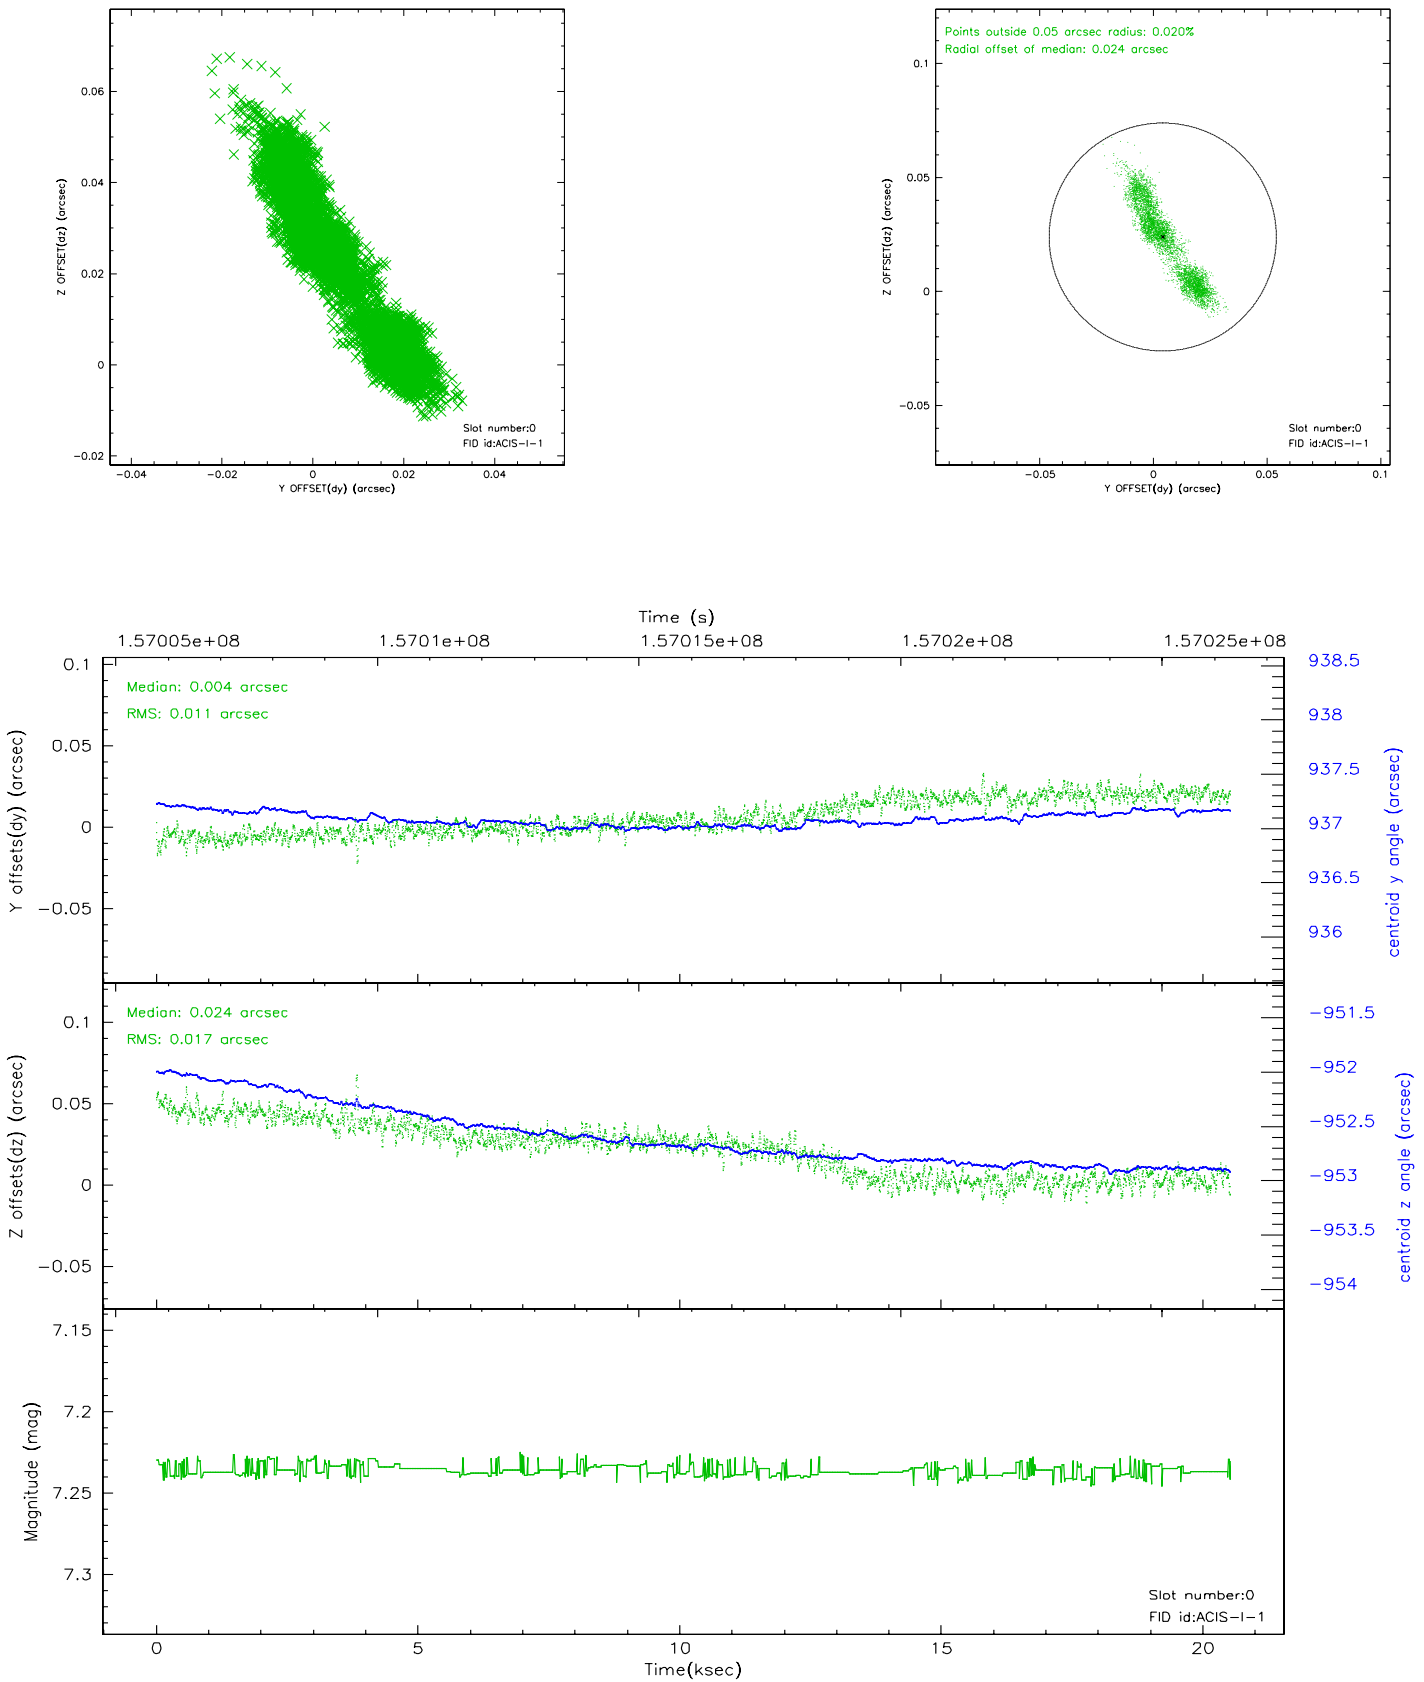 0.06
0.04
0.02
0
−0.02
−0.04
−0.02
0
0.02
0.04
Z OFFSET(dz) (arcsec)
Y OFFSET(dy) (arcsec)
Slot number:0
FID id:ACIS−I−1
Points outside 0.05 arcsec radius: 0.020%
Radial offset of median: 0.024 arcsec
0.1
0.05
0
−0.05
−0.05
0
0.05
0.1
Z OFFSET(dz) (arcsec)
Y OFFSET(dy) (arcsec)
Slot number:0
FID id:ACIS−I−1
Time (s)
1.57005e+08
1.5701e+08
1.57015e+08
1.5702e+08
1.57025e+08
Median: 0.004 arcsec
RMS: 0.011 arcsec
0.1
0.05
0
−0.05
Y offsets(dy) (arcsec)
938.5
938
937.5
937
936.5
936
centroid y angle (arcsec)
Median: 0.024 arcsec
RMS: 0.017 arcsec
0.1
0.05
0
−0.05
Z offsets(dz) (arcsec)
−951.5
−952
−952.5
−953
−953.5
−954
centroid z angle (arcsec)
7.15
7.2
7.25
7.3
Magnitude (mag)
Slot number:0
FID id:ACIS−I−1
0
5
10
15
20
Time(ksec)